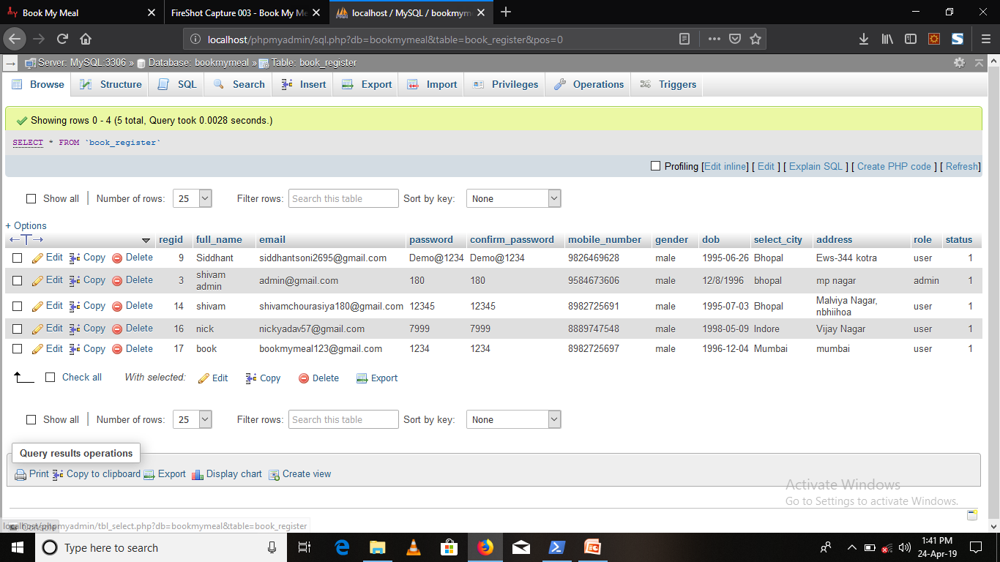 Book My Meal
FireShot Capture 003 - Book My Me
localhost / MySQL / bookmym
localhost/phpmyadmin/sql.php?db=bookmymeal&table=book_register&pos=0
Server: MySQL:3306 » Database: bookmymeal » Table: book_register
Browse Structure SQL Search Insert Export Import Privileges Operations Triggers
Showing rows 0 - 4 (5 total, Query took 0.0028 seconds.)
SELECT * FROM `book_register`
Profiling [Edit inline] [ Edit ] [ Explain SQL ] [ Create PHP code ] [ Refresh]
Show all Number of rows: 25 Filter rows: Search this table Sort by key: None
+ Options
regid full_name email password confirm_password mobile_number gender dob select_city address role status
Edit Copy Delete 9 Siddhant siddhantsoni2695@gmail.com Demo@1234 Demo@1234 9826469628 male 1995-06-26 Bhopal Ews-344 kotra user 1
Edit Copy Delete 3 shivam admin admin@gmail.com 180 180 9584673606 male 12/8/1996 bhopal mp nagar admin 1
Edit Copy Delete 14 shivam shivamchourasiya180@gmail.com 12345 12345 8982725691 male 1995-07-03 Bhopal Malviya Nagar, nbhiihoa user 1
Edit Copy Delete 16 nick nickyadav57@gmail.com 7999 7999 8889747548 male 1998-05-09 Indore Vijay Nagar user 1
Edit Copy Delete 17 book bookmymeal123@gmail.com 1234 1234 8982725697 male 1996-12-04 Mumbai mumbai user 1
Check all With selected: Edit Copy Delete Export
Show all Number of rows: 25 Filter rows: Search this table Sort by key: None
Query results operations
Print Copy to clipboard Export Display chart Create view
Activate Windows
Go to Settings to activate Windows.
localhost/phpmyadmin/tbl_select.php?db=bookmymeal&table=book_register
Console
Type here to search
1:41 PM
24-Apr-19